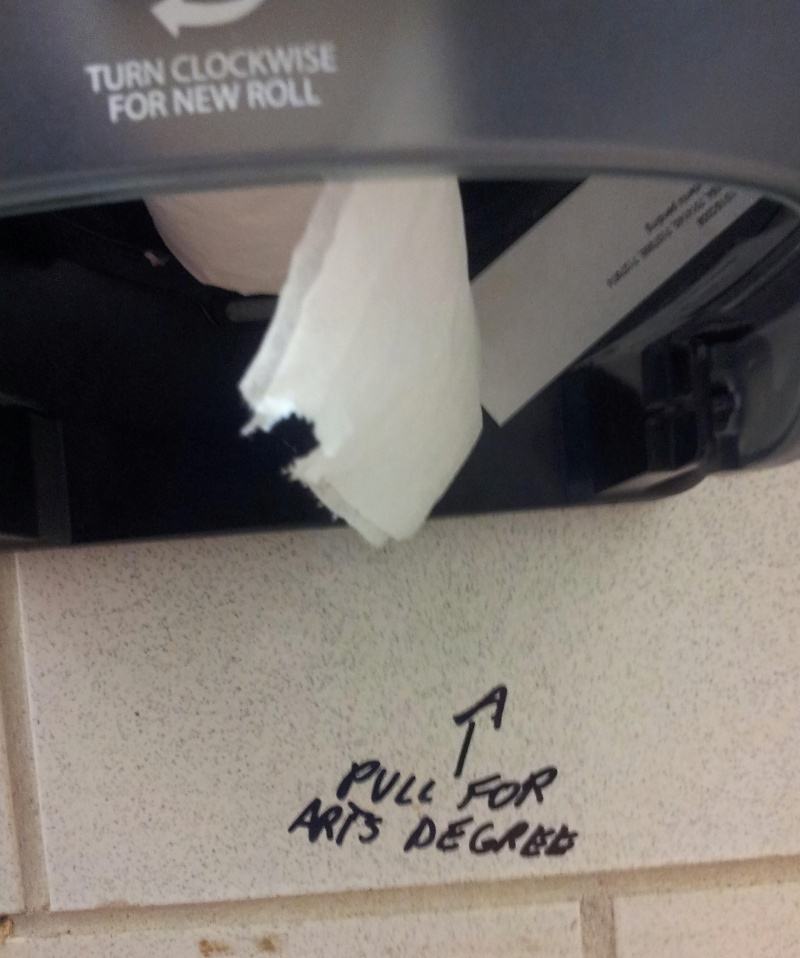 TURN CLOCKWISE
FOR NEW ROLL
PULL FOR
ARTS DEGREE